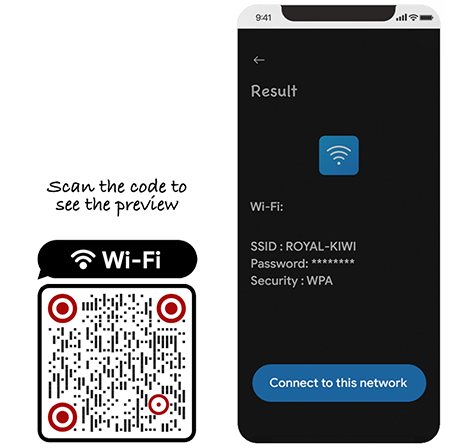 Scan the code to
see the preview
Wi-Fi
9:41
Result
Wi-Fi:
SSID : ROYAL-KIWI
Password: ********
Security : WPA
Connect to this network